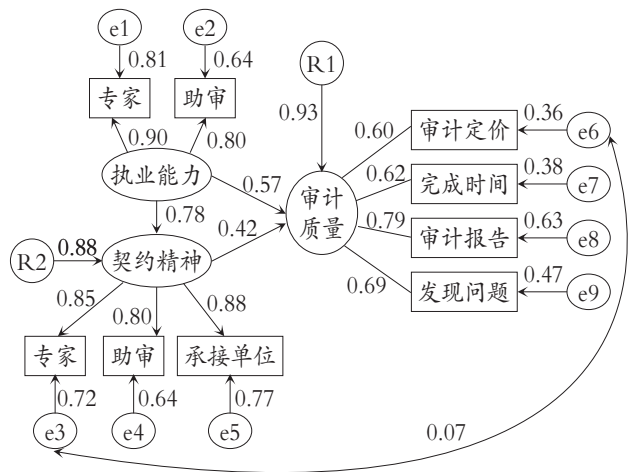 e1
e2
0.81
0.64
R1
专家
助审
0.93
0.90
0.80
审计定价
0.36
e6
0.60
执业能力
0.57
0.62
完成时间
0.38
e7
审计
质量
0.78
0.42
0.79
审计报告
0.63
e8
R2
0.88
契约精神
0.69
发现问题
0.47
e9
0.85
0.80
0.88
专家
助审
承接单位
0.72
0.64
0.77
e3
e4
e5
0.07